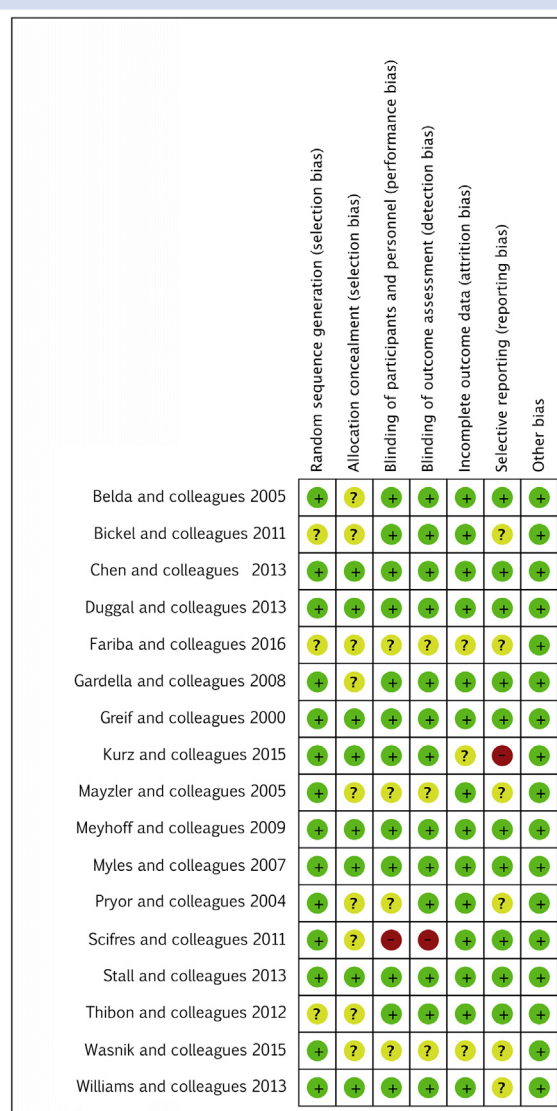 Random sequence generation (selection bias)
Allocation concealment (selection bias)
Blinding of participants and personnel (performance bias)
Blinding of outcome assessment (detection bias)
Incomplete outcome data (attrition bias)
Selective reporting (reporting bias)
Other bias
Belda and colleagues 2005 + ? + + + + +
Bickel and colleagues 2011 ? ? + + + ? +
Chen and colleagues 2013 + + + + + + +
Duggal and colleagues 2013 + + + + + + +
Fariba and colleagues 2016 ? ? ? ? ? ? +
Gardella and colleagues 2008 + ? + + + + +
Greif and colleagues 2000 + + + + + + +
Kurz and colleagues 2015 + + + + ? - +
Mayzler and colleagues 2005 + ? ? ? + ? +
Meyhoff and colleagues 2009 + + + + + + +
Myles and colleagues 2007 + + + + + + +
Pryor and colleagues 2004 + ? ? + + ? +
Scifres and colleagues 2011 + ? - - + + +
Stall and colleagues 2013 + + + + + + +
Thibon and colleagues 2012 ? ? + + + + +
Wasnik and colleagues 2015 + ? ? ? ? ? +
Williams and colleagues 2013 + + + + + ? +